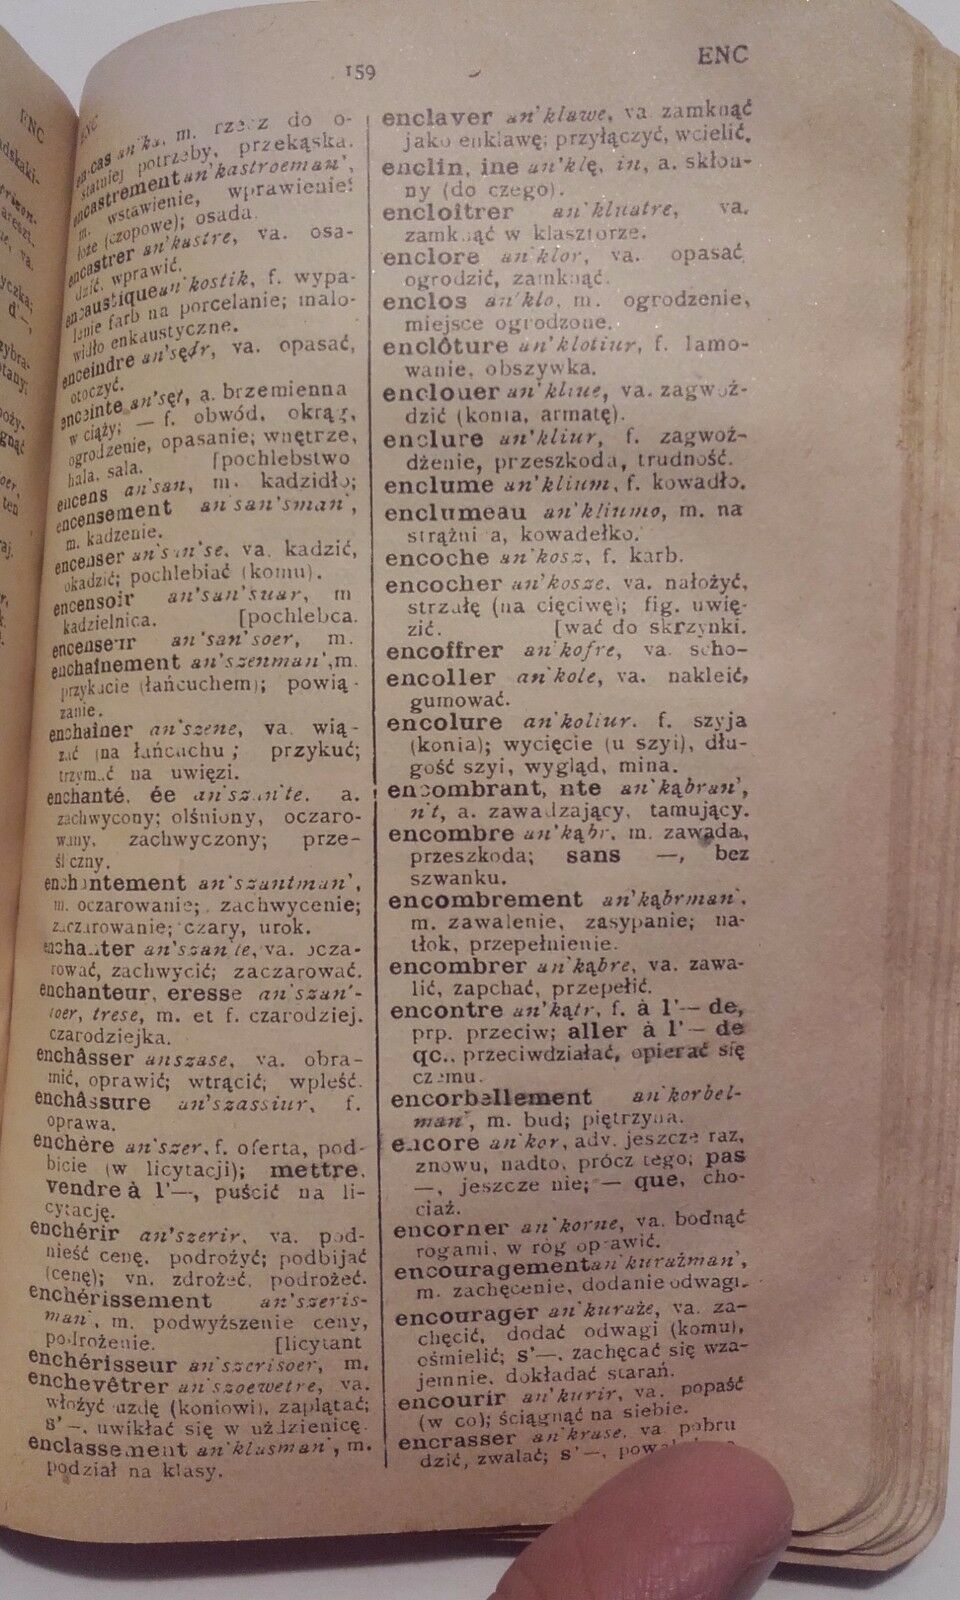 159
ENC
ENC
en-cas an'ka, m. rzecz do o-
statniej potrzeby, przekąska.
encastrement an'kastroeman',
m. wstawienie, wprawienie;
łoże (czopowe); osada.
encastrer an'kastre, va. osa-
dzić, wprawić.
encaustique an'kostik, f. wypa-
lanie farb na porcelanie; malo-
widło enkaustyczne.
enceindre an'sędr, va. opasać,
otoczyć.
enceinte an'sęt, a. brzemienna
w ciąży; — f. obwód, okrąg,
ogrodzenie, opasanie; wnętrze,
hala, sala. [pochlebstwo
encens an'san, m. kadzidło;
encensement an'san'sman',
m. kadzenie.
encenser an'san'se, va. kadzić,
okadzić; pochlebiać (komu).
encensoir an'san'suar, m
kadzielnica. [pochlebca.
encenseur an'san'soer, m.
enchaînement an'szenman', m.
przykucie (łańcuchem); powią-
zanie.
enchaîner an'szene, va. wią-
zać (na łańcuchu; przykuć;
trzymać na uwięzi.
enchanté, ée an'szan'te, a.
zachwycony; olśniony, oczaro-
wany, zachwyczony; prze-
śliczny.
enchantement an'szantman',
m. oczarowanie; zachwycenie;
zaczarowanie; czary, urok.
enchanter an'szan'te, va. ocza-
rować, zachwycić; zaczarować.
enchanteur, eresse an'szan'-
toer, trese, m. et f. czarodziej.
czarodziejka.
enchâsser anszase, va. obra-
mić, oprawić; wtrącić; wpleść.
enchâssure an'szassiur, f.
oprawa.
enchère an'szer, f. oferta, pod-
bicie (w licytacji); mettre,
vendre à l'—, puścić na li-
cytację.
enchérir an'szerir, va. pod-
nieść cenę, podrożyć; podbijać
(cenę); vn. zdrożeć, podrożeć.
enchérissement an'szeris-
man', m. podwyższenie ceny,
podrożenie. [licytant
enchérisseur an'szerisoer, m.
enchevêtrer an'szoewetre, va.
włożyć uzdę (koniowi), zaplątać;
s'—, uwikłać się w uździenicę
enclassement an'klasman', m.
podział na klasy.
enclaver an'klawe, va zamknąć
jako enklawę; przyłączyć, wcielić.
enclin, ine an'klę, in, a. skłon-
ny (do czego).
encloîtrer an'kluatre, va.
zamknąć w klasztorze.
enclore an'klor, va. opasać
ogrodzić, zamknąć.
enclos an'klo, m. ogrodzenie,
miejsce ogrodzone.
enclôture an'klotiur, f. lamo-
wanie, obszywka.
enclouer an'klue, va. zagwoź-
dzić (konia, armatę).
enclure an'kliur, f. zagwoź-
dżenie, przeszkoda, trudność.
enclume an'klium, f. kowadło.
enclumeau an'kliumo, m. na
kowadełko.
encoche an'kosz, f. karb.
encocher an'kosze, va. nałożyć,
strzałę (na cięciwę); fig. uwię-
zić. [wać do skrzynki.
encoffrer an'kofre, va. scho-
encoller an'kole, va. nakleić,
gumować.
encolure an'koliur. f. szyja
(konia); wycięcie (u szyi), dłu-
gość szyi, wygląd, mina.
encombrant, nte an'kąbran',
n't, a. zawadzający, tamujący.
encombre an'kąbr, m. zawada,
przeszkoda; sans —, bez
szwanku.
encombrement an'kąbrman',
m. zawalenie, zasypanie; na-
tłok, przepełnienie.
encombrer an'kąbre, va. zawa-
lić, zapchać, przepełić.
encontre an'kątr, f. à l'— de,
prp. przeciw; aller à l'— de
qc., przeciwdziałać, opierać się
czemu.
encorbellement an'korbel-
man', m. bud; piętrzyna.
encore an'kor, adv. jeszcze raz,
znowu, nadto, prócz tego; pas
—, jeszcze nie; — que, cho-
ciaż.
encorner an'korne, va. bodnąć
rogami, w róg oprawić.
encouragement an'kurażman',
m. zachęcenie, dodanie odwagi.
encourager an'kuraże, va. za-
chęcić, dodać odwagi (komu),
ośmielić; s'—, zachęcać się wza-
jemnie, dokładać starań.
encourir an'kurir, va. popaść
(w co); ściągnąć na siebie.
encrasser an'krase, va pobru
dzić, zwalać; s'—,